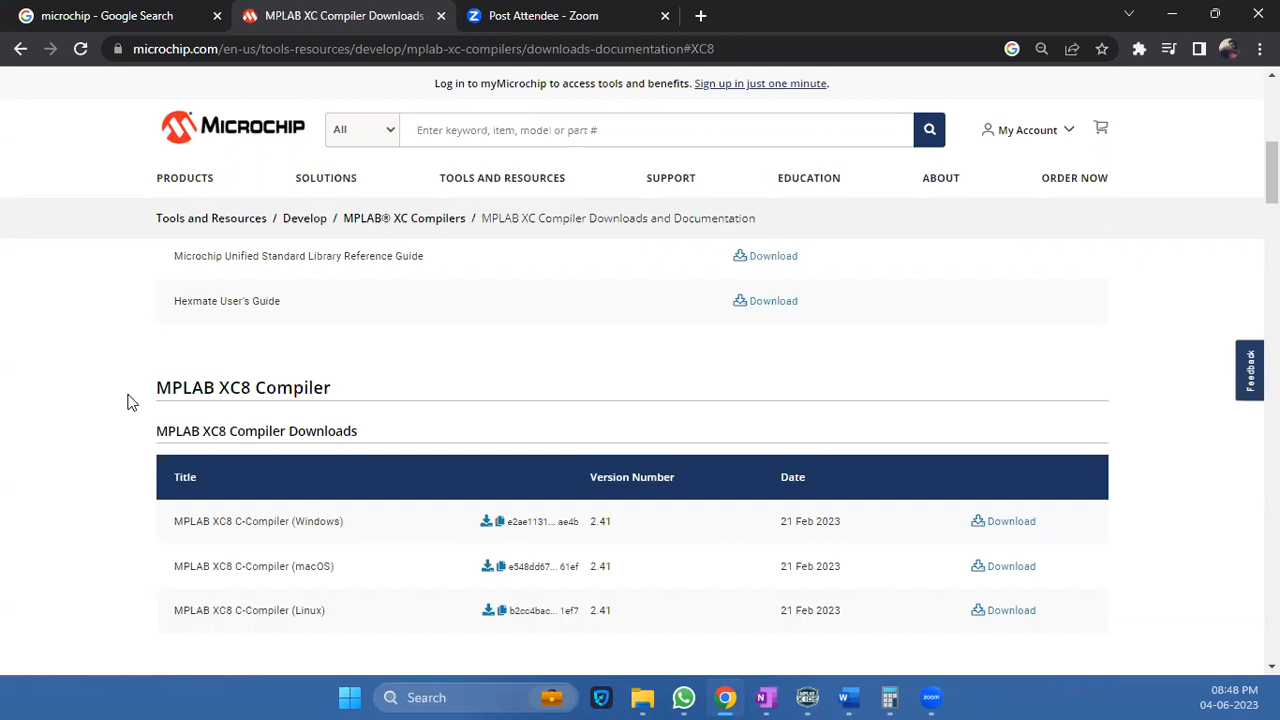 microchip - Google Search
MPLAB XC Compiler Downloads
Post Attendee - Zoom
microchip.com/en-us/tools-resources/develop/mplab-xc-compilers/downloads-documentation#XC8
Log in to myMicrochip to access tools and benefits. Sign up in just one minute.
MICROCHIP
All
Enter keyword, item, model or part #
My Account
PRODUCTS SOLUTIONS TOOLS AND RESOURCES SUPPORT EDUCATION ABOUT ORDER NOW
Tools and Resources / Develop / MPLAB® XC Compilers / MPLAB XC Compiler Downloads and Documentation
Microchip Unified Standard Library Reference Guide Download
Hexmate User's Guide Download
Feedback
MPLAB XC8 Compiler
MPLAB XC8 Compiler Downloads
Title Version Number Date
MPLAB XC8 C-Compiler (Windows) e2ae1131... ae4b 2.41 21 Feb 2023 Download
MPLAB XC8 C-Compiler (macOS) e548dd67... 61ef 2.41 21 Feb 2023 Download
MPLAB XC8 C-Compiler (Linux) b2cc4bac... 1ef7 2.41 21 Feb 2023 Download
Search
zoom
08:48 PM
04-06-2023